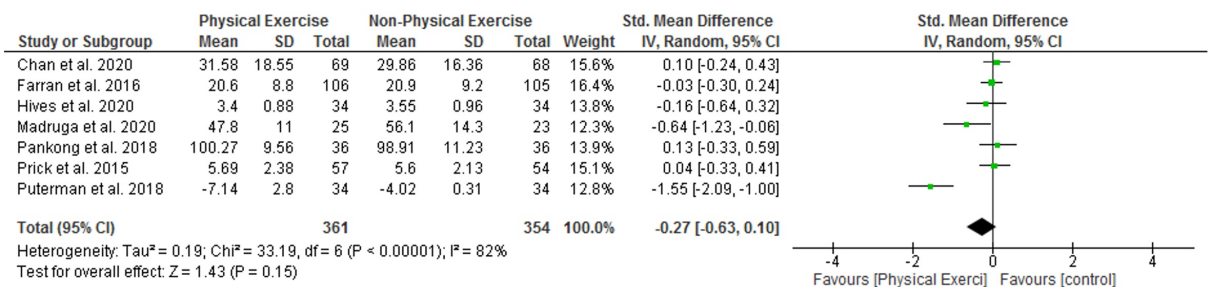 Physical Exercise Non-Physical Exercise Std. Mean Difference Std. Mean Difference
Study or Subgroup Mean SD Total Mean SD Total Weight IV, Random, 95% CI IV, Random, 95% CI
Chan et al. 2020 31.58 18.55 69 29.86 16.36 68 15.6% 0.10 [-0.24, 0.43]
Farran et al. 2016 20.6 8.8 106 20.9 9.2 105 16.4% -0.03 [-0.30, 0.24]
Hives et al. 2020 3.4 0.88 34 3.55 0.96 34 13.8% -0.16 [-0.64, 0.32]
Madruga et al. 2020 47.8 11 25 56.1 14.3 23 12.3% -0.64 [-1.23, -0.06]
Pankong et al. 2018 100.27 9.56 36 98.91 11.23 36 13.9% 0.13 [-0.33, 0.59]
Prick et al. 2015 5.69 2.38 57 5.6 2.13 54 15.1% 0.04 [-0.33, 0.41]
Puterman et al. 2018 -7.14 2.8 34 -4.02 0.31 34 12.8% -1.55 [-2.09, -1.00]
Total (95% CI) 361 354 100.0% -0.27 [-0.63, 0.10]
Heterogeneity: Tau² = 0.19; Chi² = 33.19, df = 6 (P < 0.00001); I² = 82%
Test for overall effect: Z = 1.43 (P = 0.15)
-4 -2 0 2 4
Favours [Physical Exerci] Favours [control]